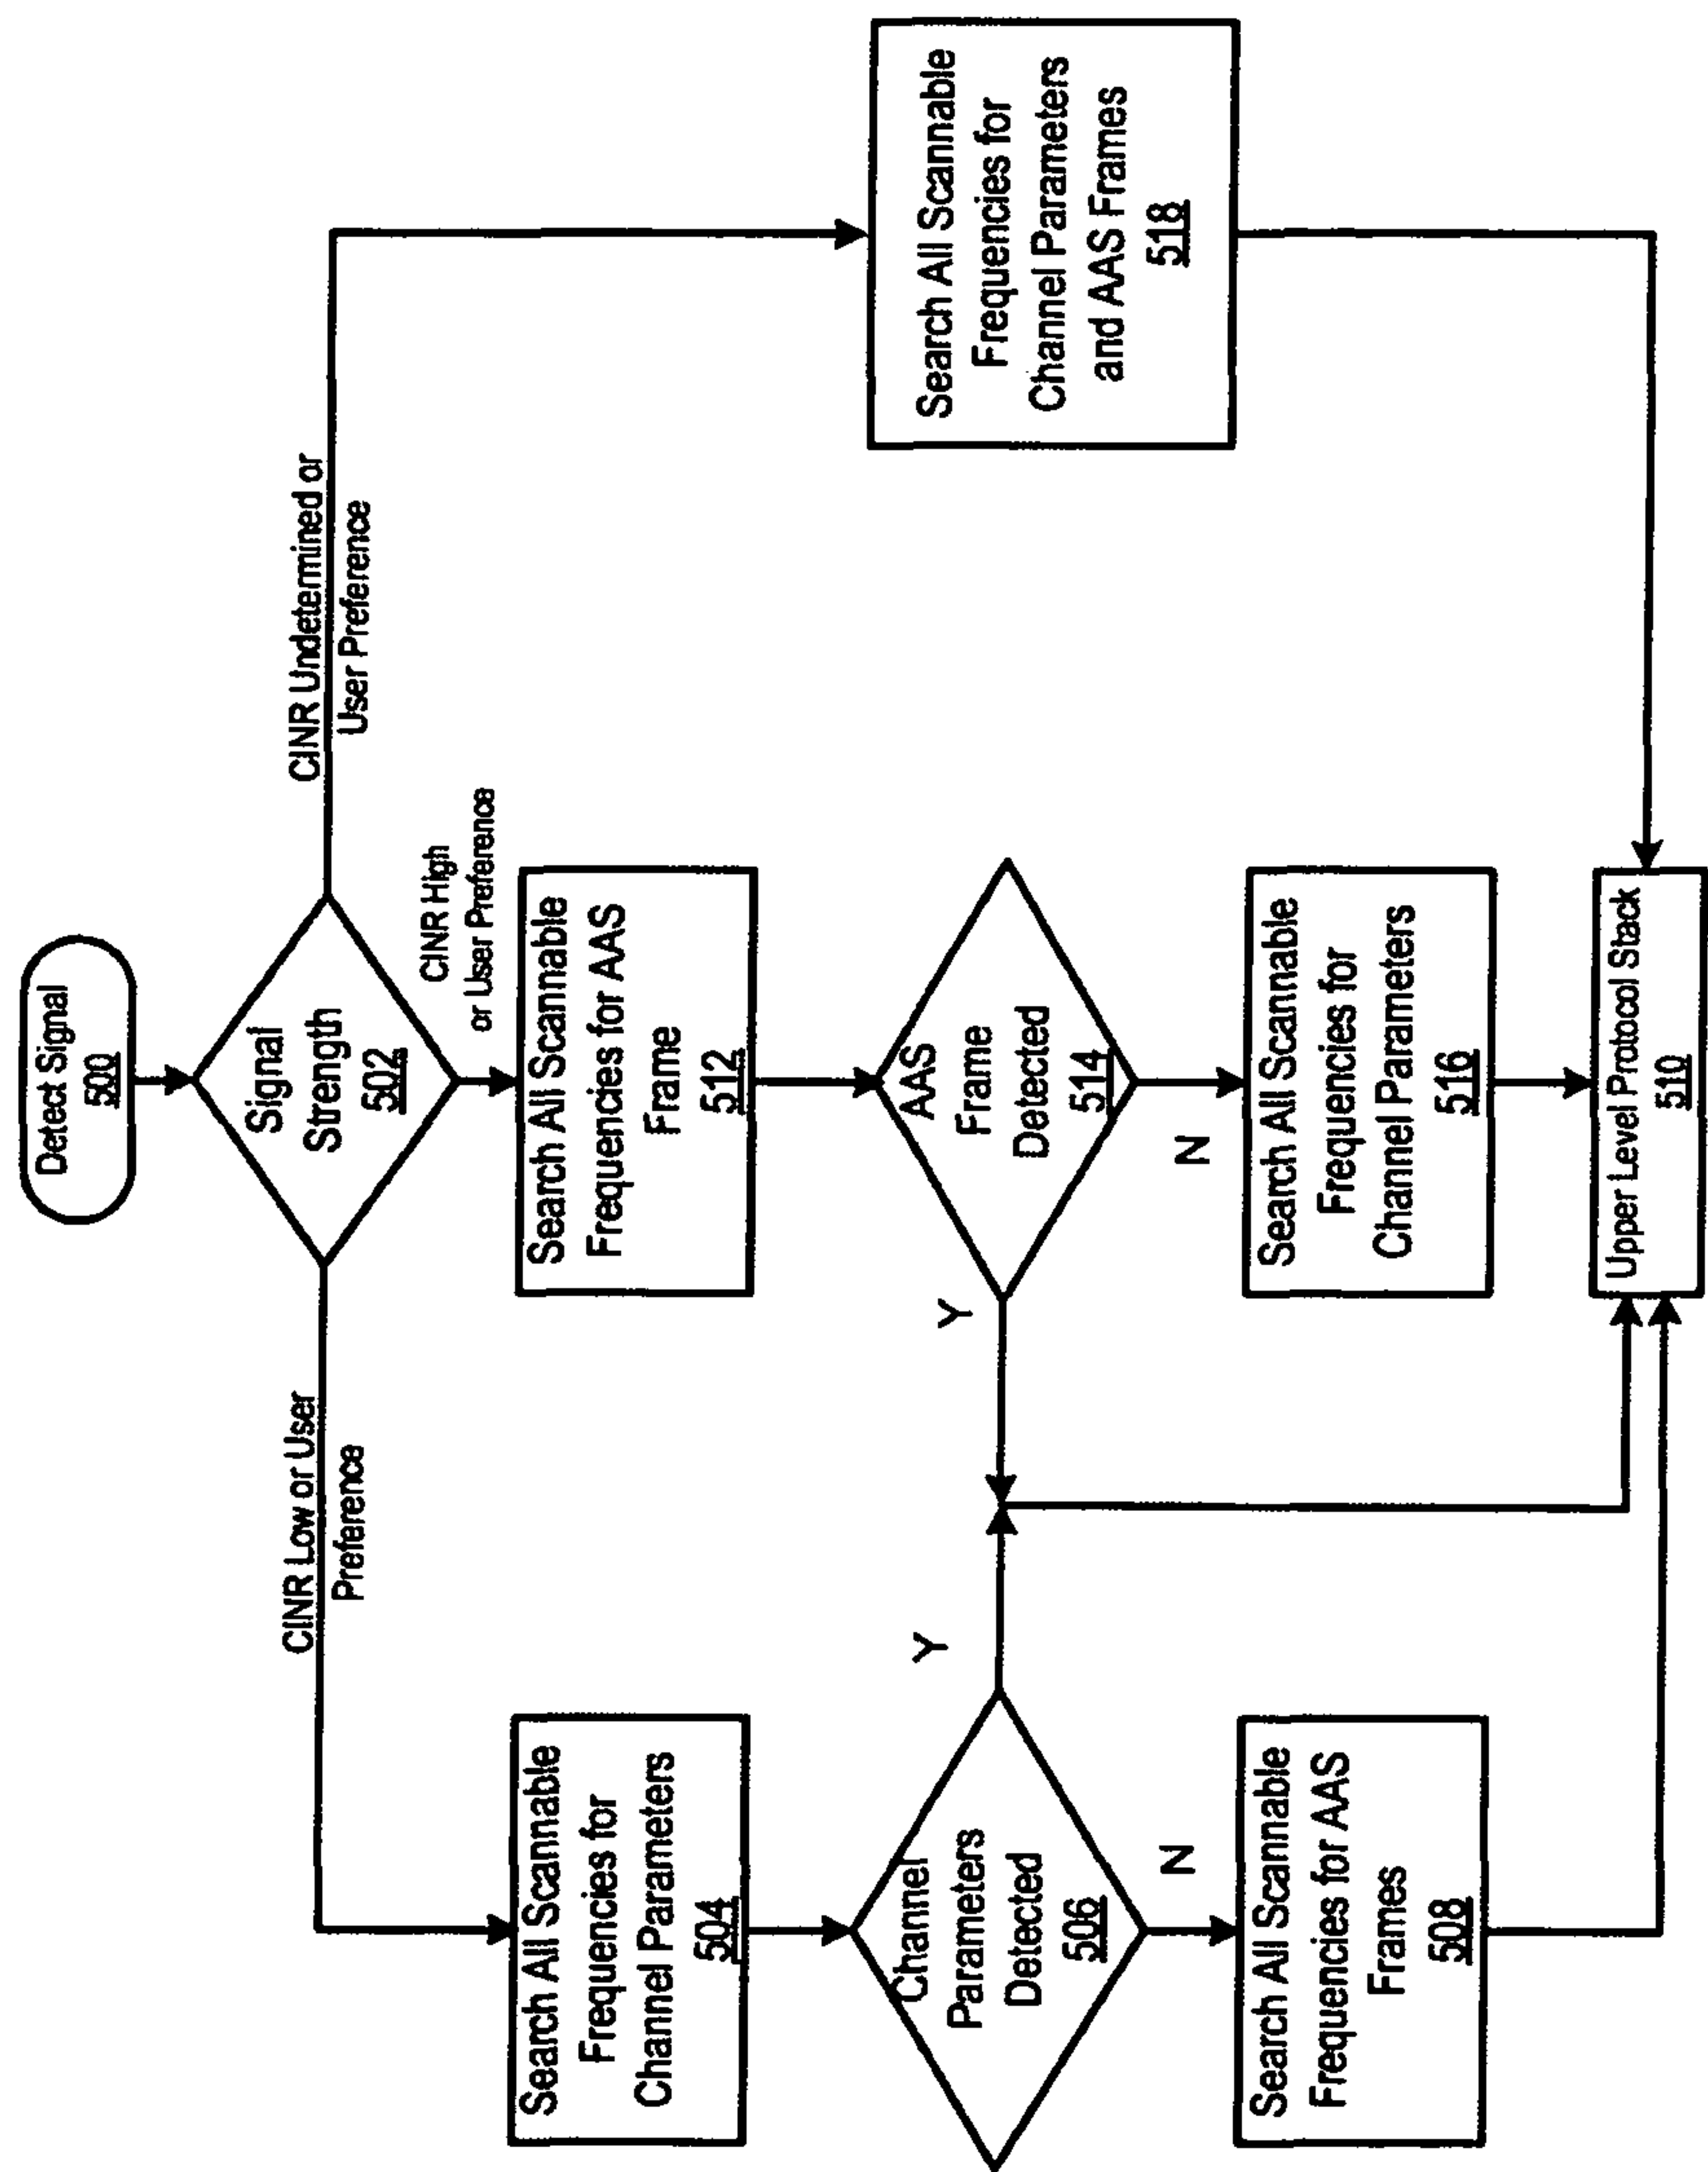 Detect Signal
500
Signal
Strength
502
CINR Low or User
Preference
CINR High
or User Preference
CINR Undetermined or
User Preference
Search All Scannable
Frequencies for
Channel Parameters
504
Search All Scannable
Frequencies for AAS
Frame
512
Search All Scannable
Frequencies for
Channel Parameters
and AAS Frames
518
Channel
Parameters
Detected
506
Y
N
AAS
Frame
Detected
514
Y
N
Search All Scannable
Frequencies for AAS
Frames
508
Search All Scannable
Frequencies for
Channel Parameters
516
Upper Level Protocol Stack
510